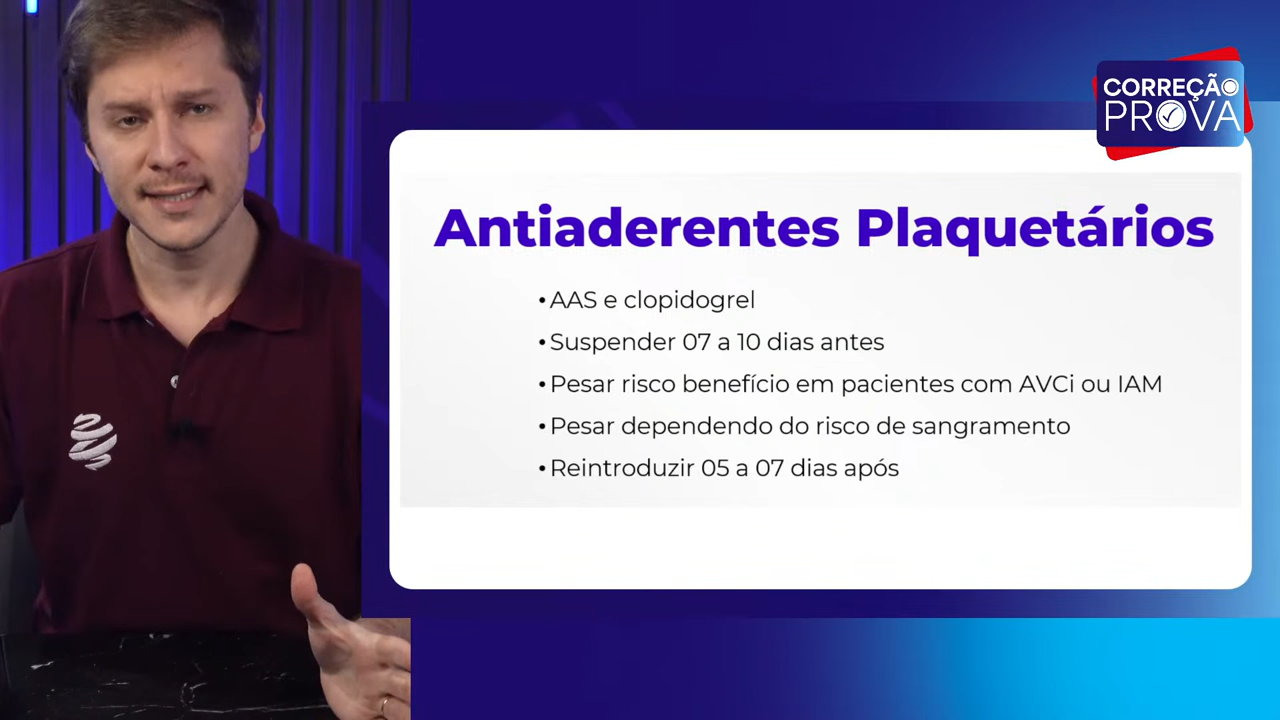 CORREÇÃO
PROVA
Antiaderentes Plaquetários
•AAS e clopidogrel
•Suspender 07 a 10 dias antes
•Pesar risco benefício em pacientes com AVCi ou IAM
•Pesar dependendo do risco de sangramento
•Reintroduzir 05 a 07 dias após